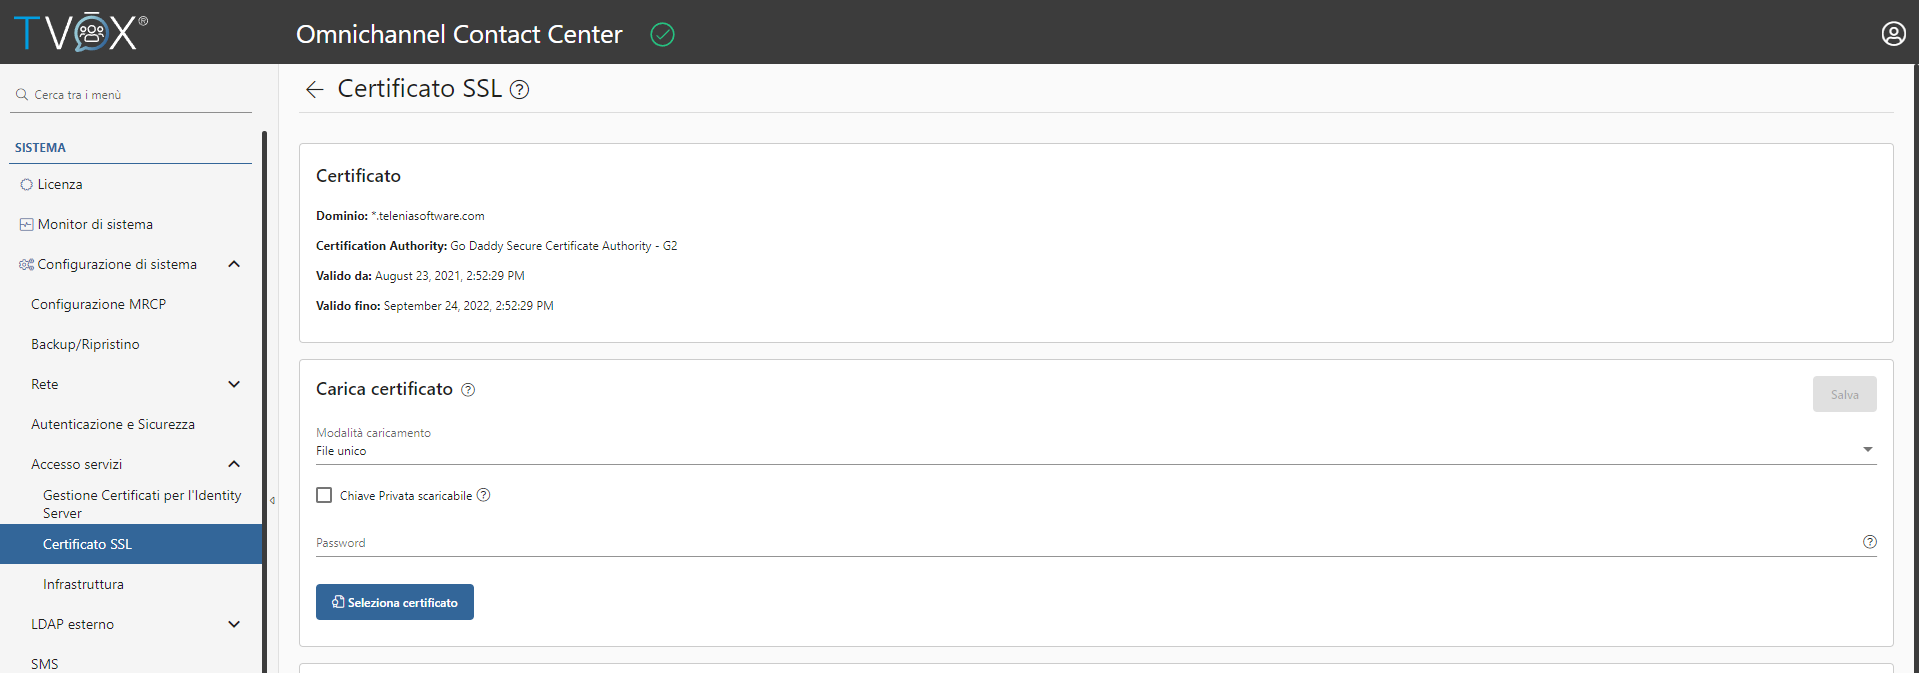 TVOX®
Omnichannel Contact Center
Cerca tra i menù
SISTEMA
Licenza
Monitor di sistema
Configurazione di sistema
Configurazione MRCP
Backup/Ripristino
Rete
Autenticazione e Sicurezza
Accesso servizi
Gestione Certificati per l'Identity
Server
Certificato SSL
Infrastruttura
LDAP esterno
SMS
Certificato SSL ?
Certificato
Dominio: *.teleniasoftware.com
Certification Authority: Go Daddy Secure Certificate Authority - G2
Valido da: August 23, 2021, 2:52:29 PM
Valido fino: September 24, 2022, 2:52:29 PM
Carica certificato ?
Salva
Modalità caricamento
File unico
Chiave Privata scaricabile ?
Password ?
Seleziona certificato